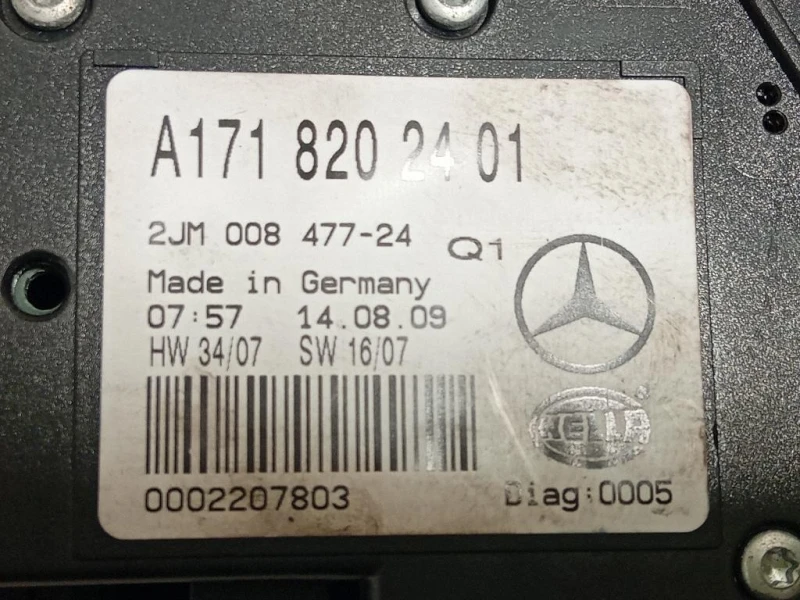 A171 820 24 01
2JM 008 477-24 Q1
Made in Germany
07:57 14.08.09
HW 34/07 SW 16/07
0002207803
HELLA
Diag:0005